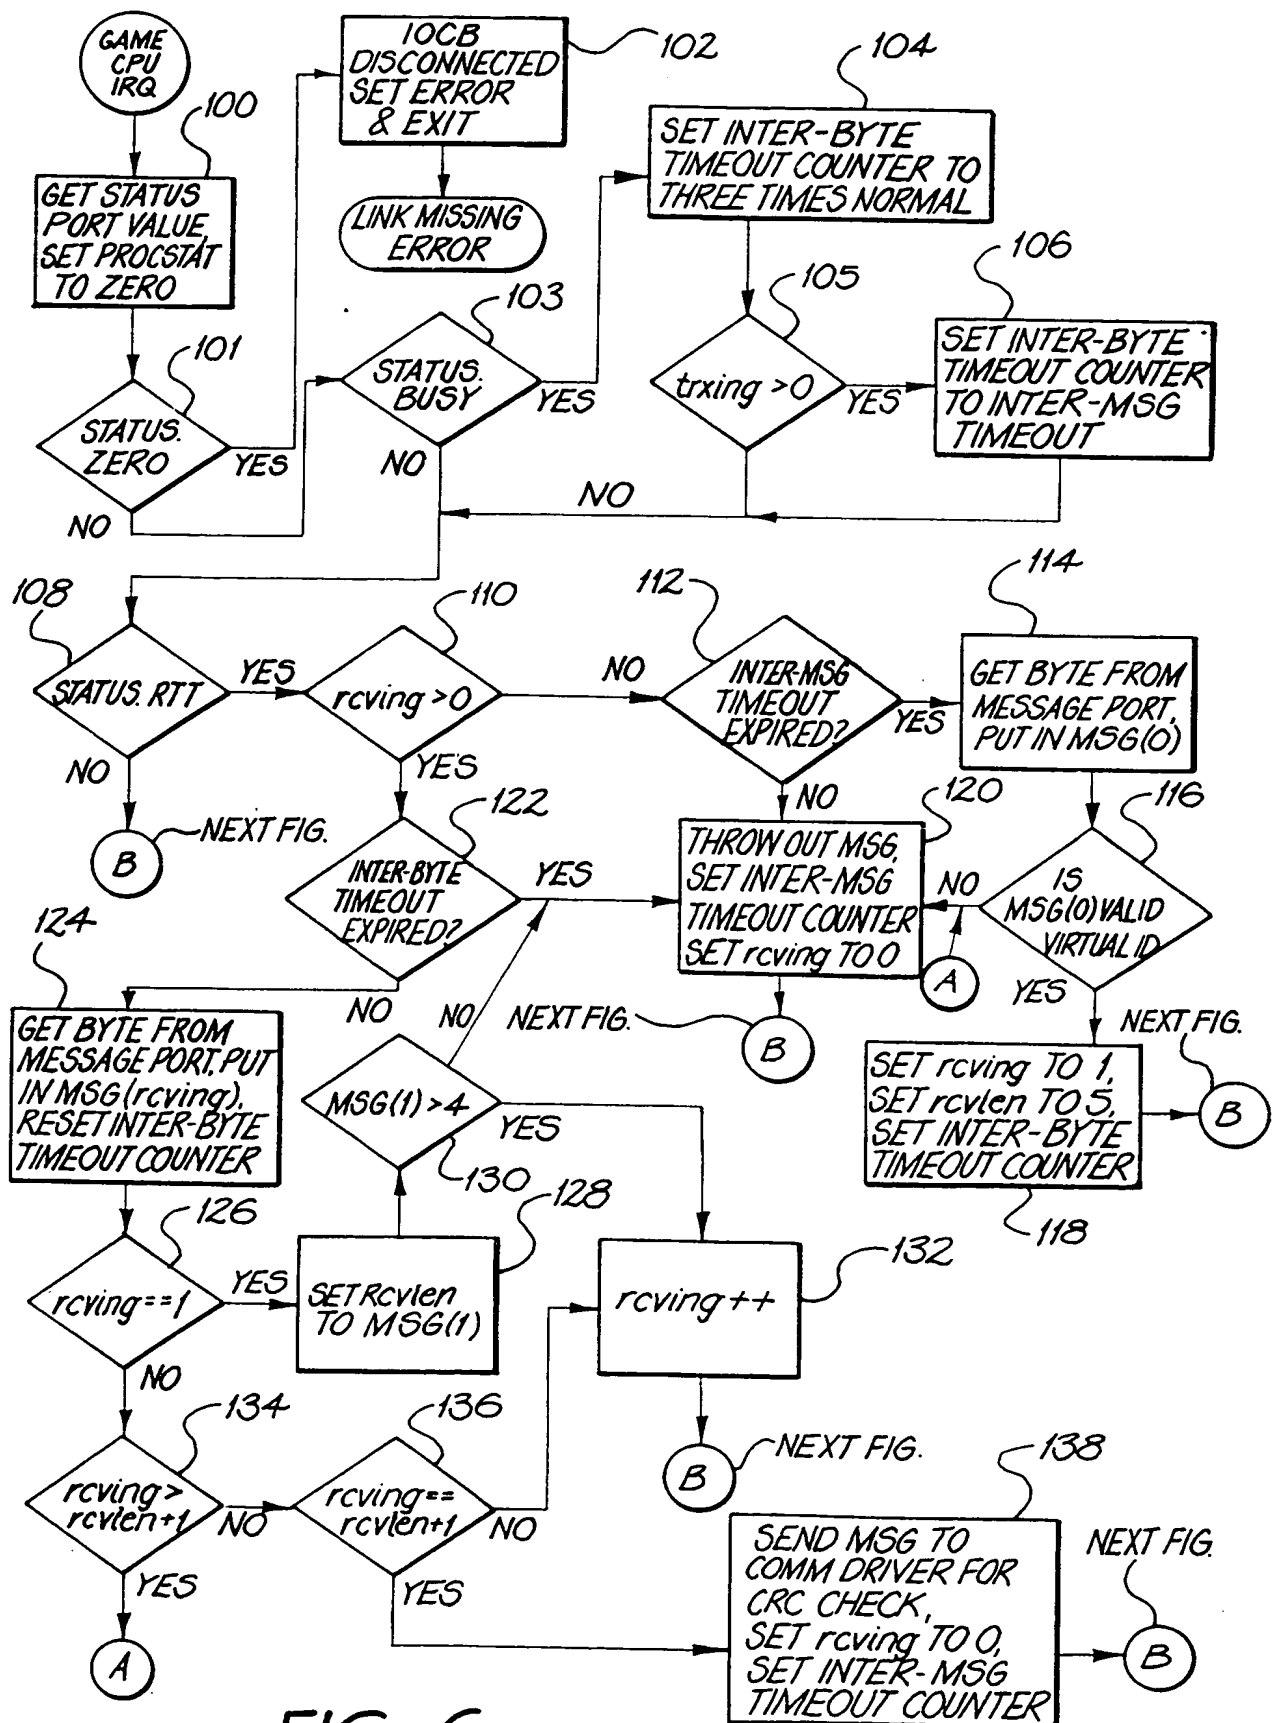 GAME
CPU
IRQ
100
GET STATUS
PORT VALUE,
SET PROCSTAT
TO ZERO
101
STATUS.
ZERO
YES
NO
IOCB
DISCONNECTED
SET ERROR
& EXIT
102
LINK MISSING
ERROR
103
STATUS.
BUSY
YES
NO
104
SET INTER-BYTE
TIMEOUT COUNTER TO
THREE TIMES NORMAL
105
trxing >0
YES
NO
106
SET INTER-BYTE
TIMEOUT COUNTER
TO INTER-MSG
TIMEOUT
108
STATUS. RTT
YES
NO
B
NEXT FIG.
110
rcving >0
NO
YES
112
INTER-MSG
TIMEOUT
EXPIRED?
YES
NO
114
GET BYTE FROM
MESSAGE PORT,
PUT IN MSG(0)
116
IS
MSG(0) VALID
VIRTUAL ID
NO
YES
A
120
THROW OUT MSG,
SET INTER-MSG
TIMEOUT COUNTER
SET rcving TO 0
NEXT FIG.
B
122
INTER-BYTE
TIMEOUT
EXPIRED?
YES
NO
NEXT FIG.
B
SET rcving TO 1,
SET rcvlen TO 5,
SET INTER-BYTE
TIMEOUT COUNTER
118
124
GET BYTE FROM
MESSAGE PORT, PUT
IN MSG(rcving).
RESET INTER-BYTE
TIMEOUT COUNTER
NO
MSG(1) >4
YES
130
126
rcving==1
YES
NO
128
SET Rcvlen
TO MSG(1)
132
rcving ++
B
NEXT FIG.
134
rcving >
rcvlen+1
NO
YES
A
136
rcving==
rcvlen+1
NO
YES
138
SEND MSG TO
COMM DRIVER FOR
CRC CHECK,
SET rcving TO 0,
SET INTER-MSG
TIMEOUT COUNTER
NEXT FIG.
B